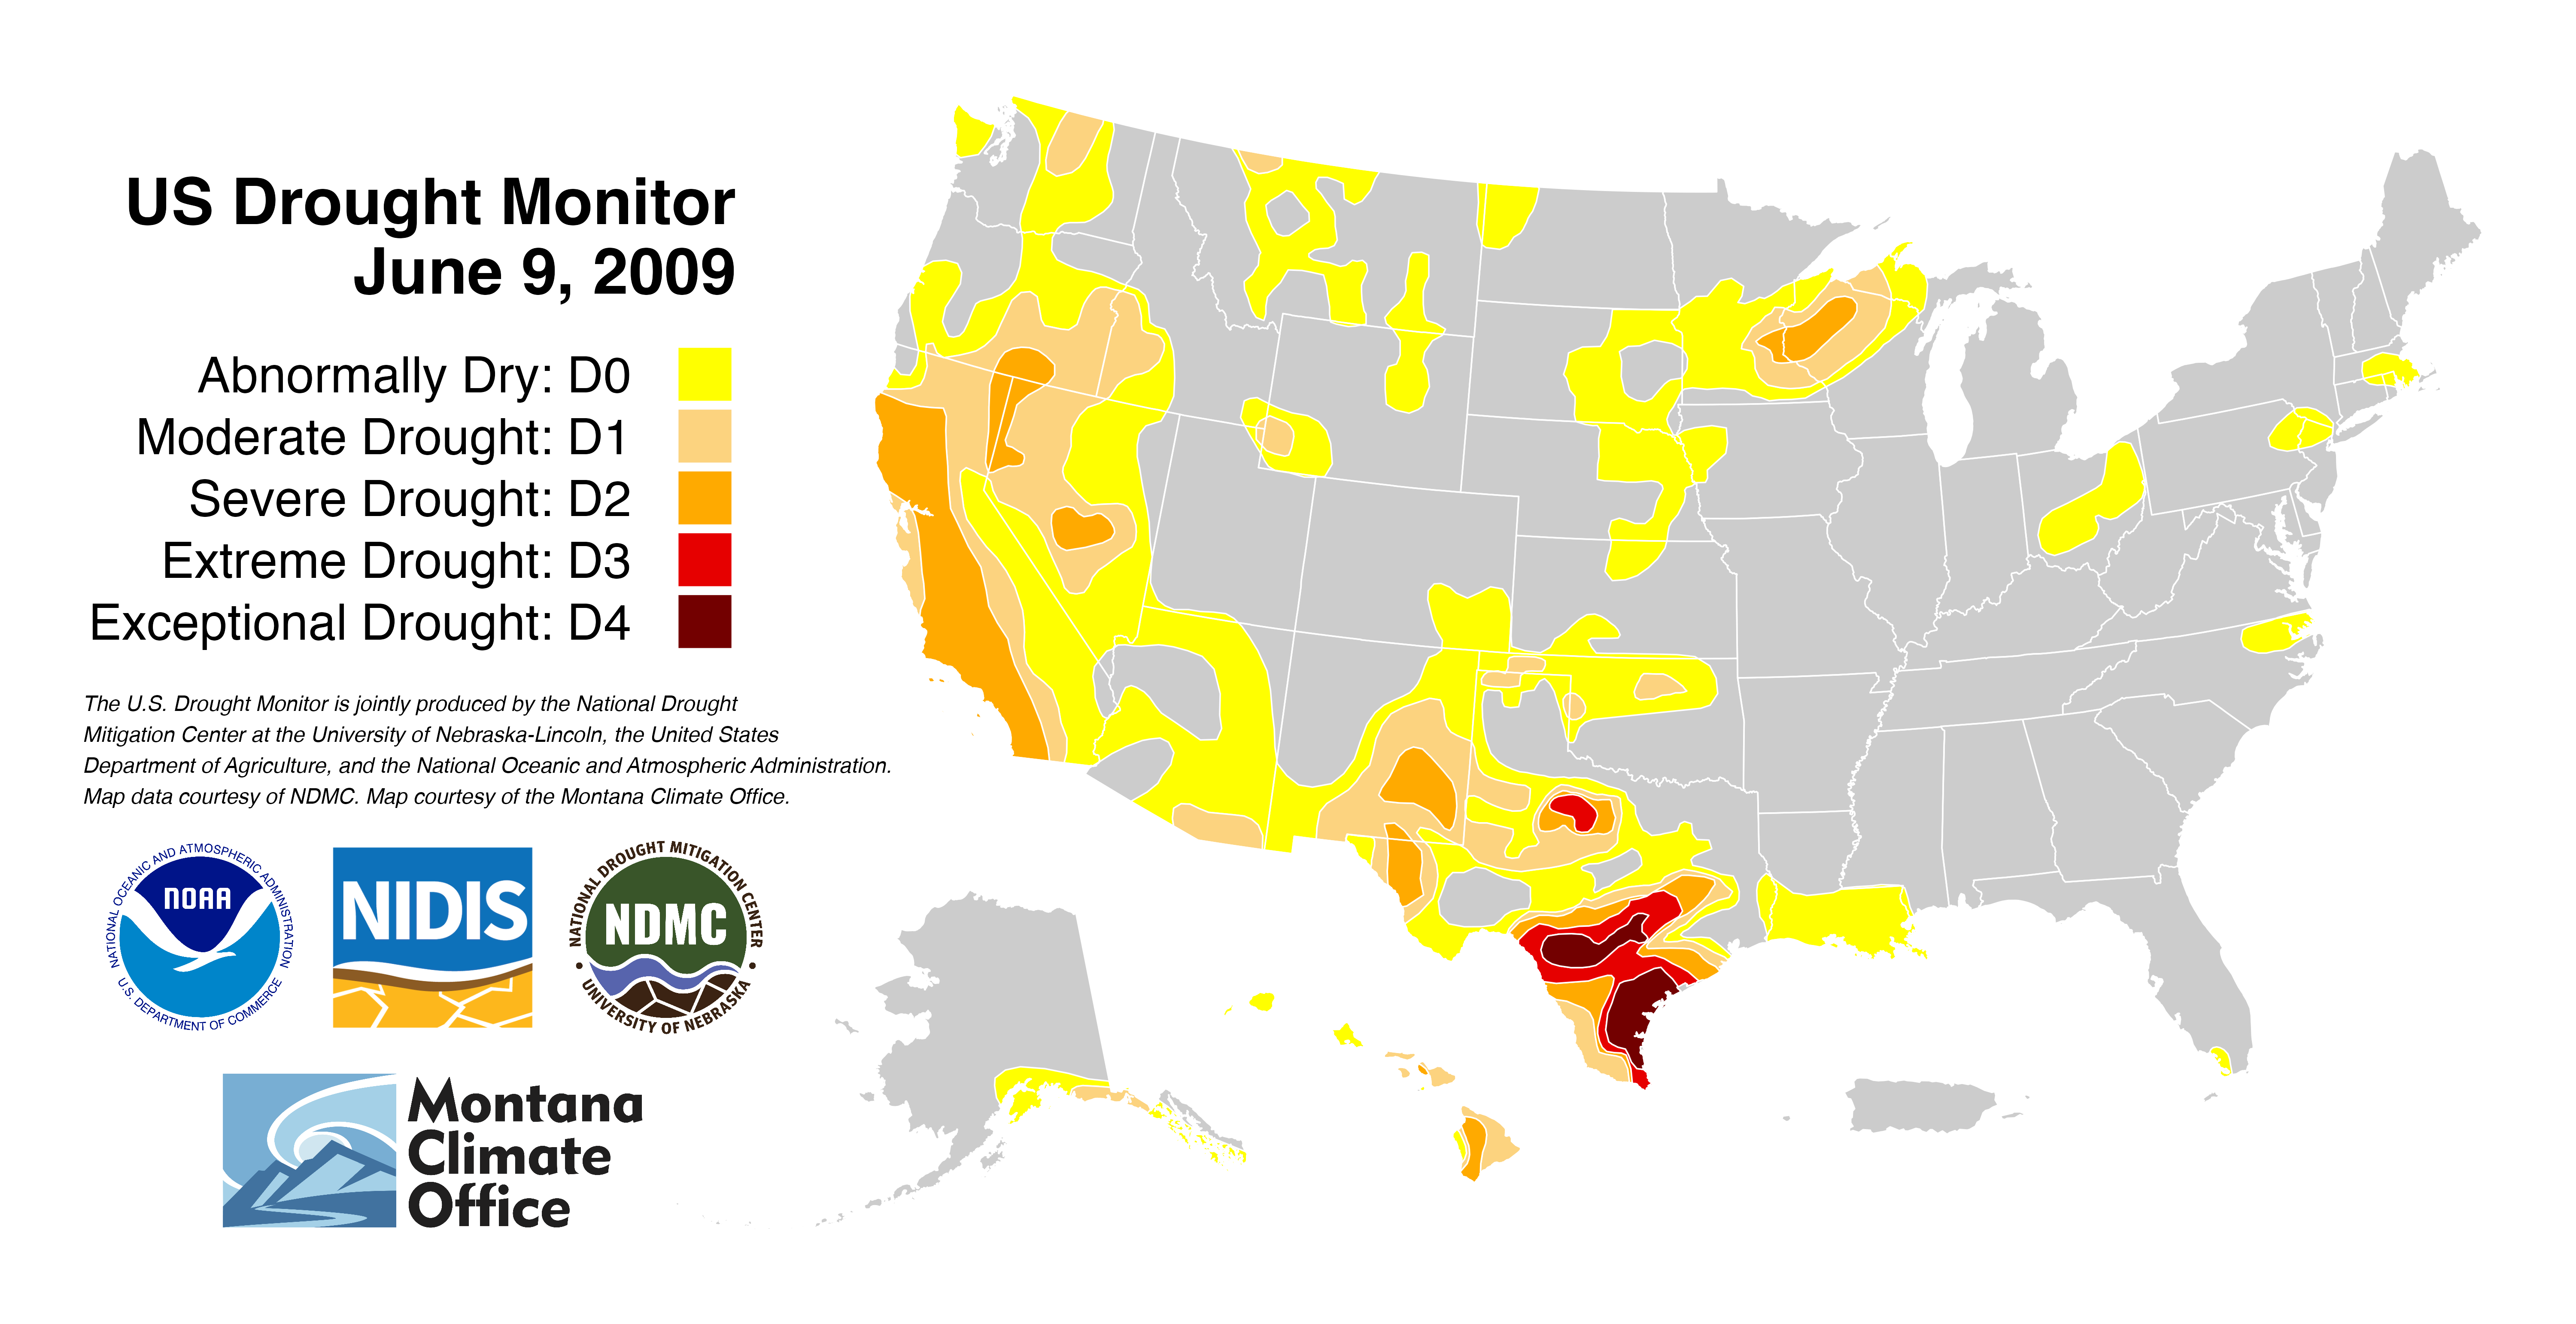 US Drought Monitor
June 9, 2009
Abnormally Dry: D0
Moderate Drought: D1
Severe Drought: D2
Extreme Drought: D3
Exceptional Drought: D4
The U.S. Drought Monitor is jointly produced by the National Drought
Mitigation Center at the University of Nebraska-Lincoln, the United States
Department of Agriculture, and the National Oceanic and Atmospheric Administration.
Map data courtesy of NDMC. Map courtesy of the Montana Climate Office.
NATIONAL OCEANIC AND ATMOSPHERIC ADMINISTRATION
NOAA
U.S. DEPARTMENT OF COMMERCE
NIDIS
NATIONAL DROUGHT MITIGATION CENTER
NDMC
UNIVERSITY OF NEBRASKA
Montana
Climate
Office